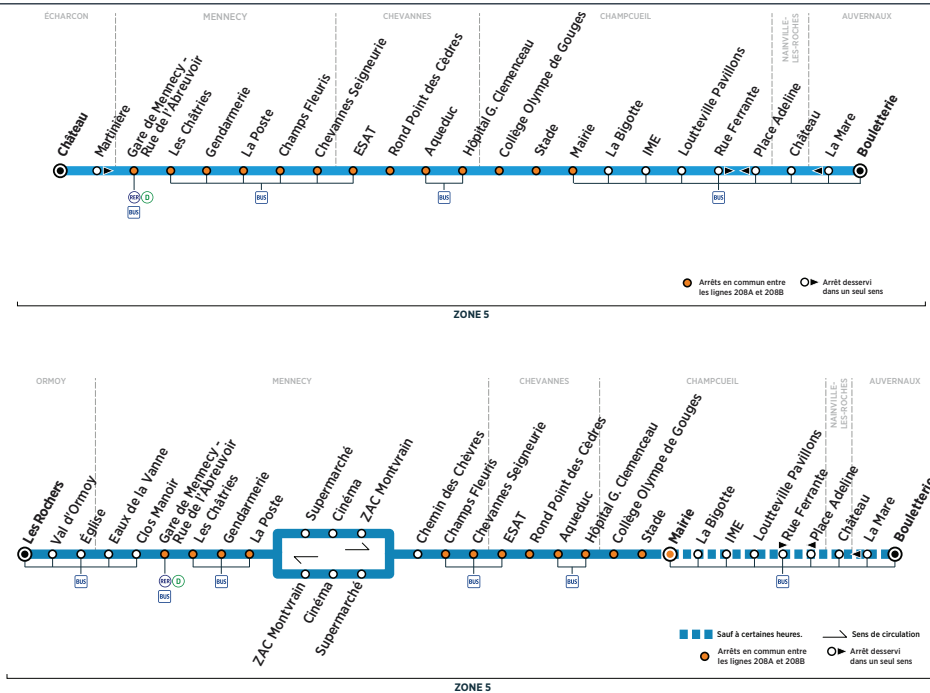 ÉCHARCON
MENNECY
CHEVANNES
CHAMPCUEIL
NAINVILLE-
LES-ROCHES
AUVERNAUX
Château
Martinière
Gare de Mennecy -
Rue de l'Abreuvoir
Les Châtries
Gendarmerie
La Poste
Champs Fleuris
Chevannes Seigneurie
ESAT
Rond Point des Cèdres
Aqueduc
Hôpital G. Clemenceau
Collège Olympe de Gouges
Stade
Mairie
La Bigotte
IME
Loutteville Pavillons
Rue Ferrante
Place Adeline
Château
La Mare
Bouletterie
RER D
BUS
BUS
BUS
BUS
Arrêts en commun entre
les lignes 208A et 208B
Arrêt desservi
dans un seul sens
ZONE 5
ORMOY
MENNECY
CHEVANNES
CHAMPCUEIL
NAINVILLE-
LES-ROCHES
AUVERNAUX
Les Rochers
Val d'Ormoy
Église
Eaux de la Vanne
Clos Manoir
Gare de Mennecy -
Rue de l'Abreuvoir
Les Châtries
Gendarmerie
La Poste
Supermarché
Cinéma
ZAC Montvrain
ZAC Montvrain
Cinéma
Supermarché
Chemin des Chèvres
Champs Fleuris
Chevannes Seigneurie
ESAT
Rond Point des Cèdres
Aqueduc
Hôpital G. Clemenceau
Collège Olympe de Gouges
Stade
Mairie
La Bigotte
IME
Loutteville Pavillons
Rue Ferrante
Place Adeline
Château
La Mare
Bouletterie
BUS
RER D
BUS
BUS
BUS
BUS
BUS
Sauf à certaines heures.
Sens de circulation
Arrêts en commun entre
les lignes 208A et 208B
Arrêt desservi
dans un seul sens
ZONE 5